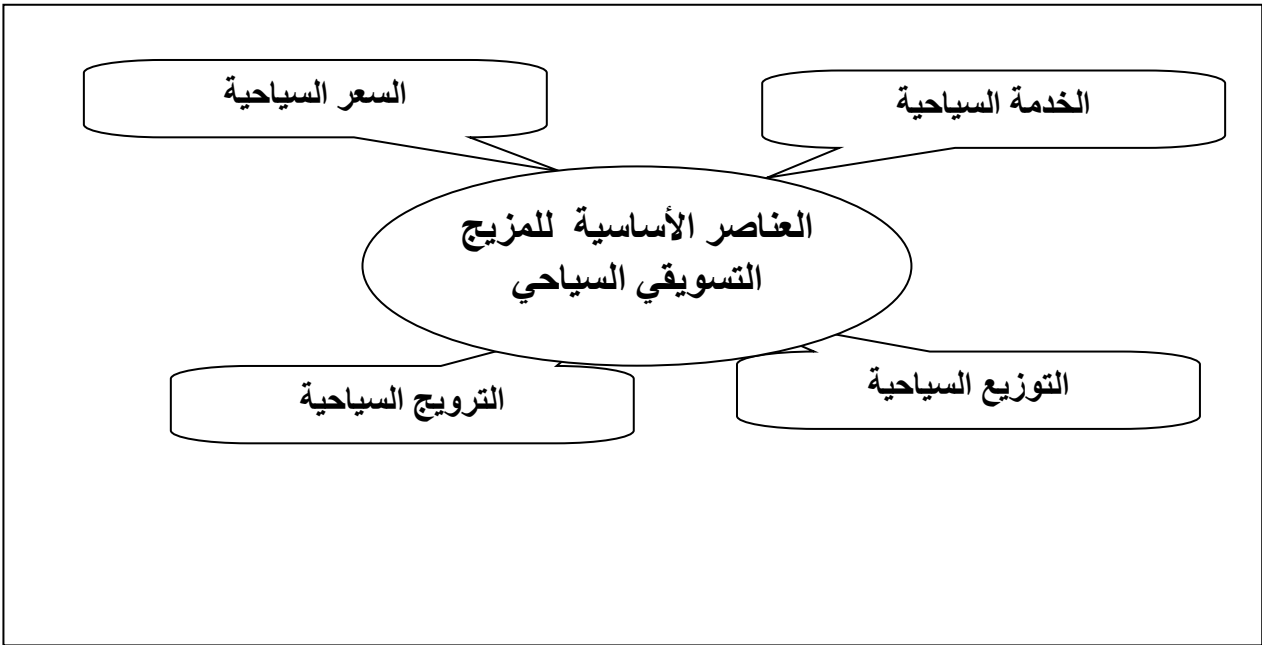 الخدمة السياحية
السعر السياحية
العناصر الأساسية للمزيج
التسويقي السياحي
التوزيع السياحية
الترويج السياحية